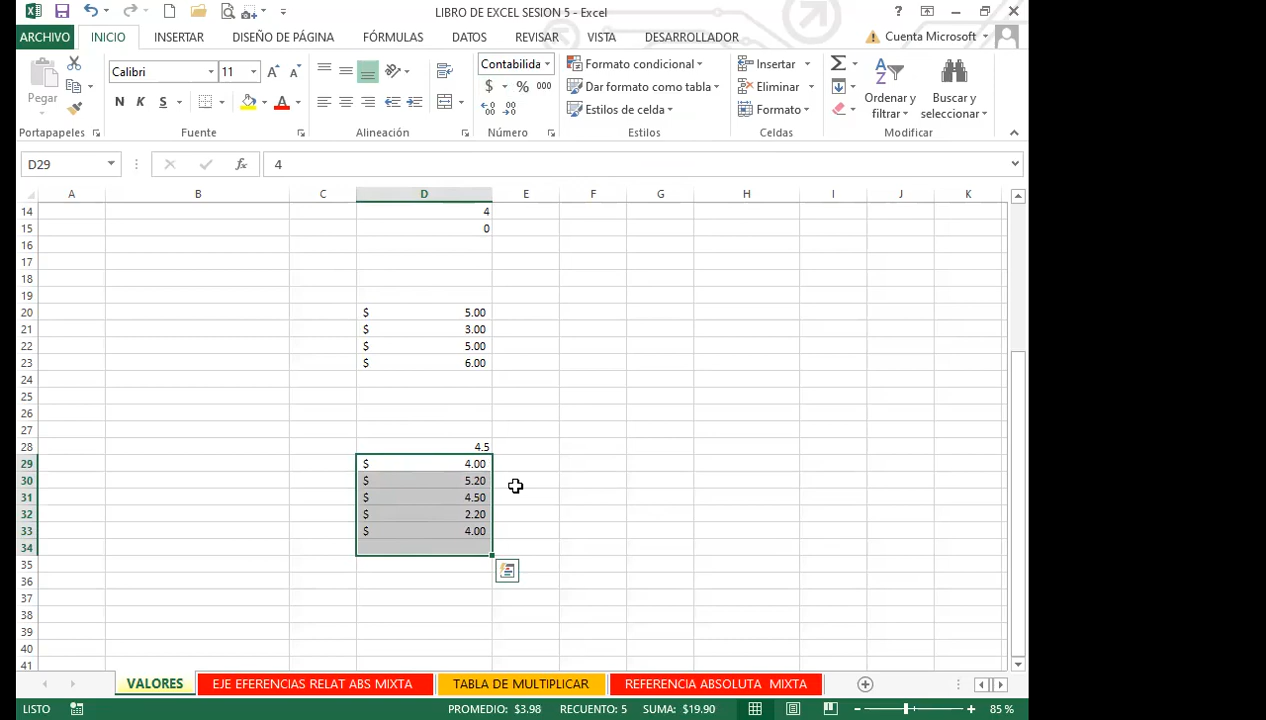 LIBRO DE EXCEL SESION 5 - Excel
?
ARCHIVO INICIO INSERTAR DISEÑO DE PÁGINA FÓRMULAS DATOS REVISAR VISTA DESARROLLADOR Cuenta Microsoft
Pegar Calibri 11 Contabilida Formato condicional Insertar Ordenar y filtrar Buscar y seleccionar
N K S $ % 000 Dar formato como tabla Eliminar
Estilos de celda Formato
Portapapeles Fuente Alineación Número Estilos Celdas Modificar
D29 fx 4
A B C D E F G H I J K
14 4
15 0
16
17
18
19
20 $ 5.00
21 $ 3.00
22 $ 5.00
23 $ 6.00
24
25
26
27
28 4.5
29 $ 4.00
30 $ 5.20
31 $ 4.50
32 $ 2.20
33 $ 4.00
34
35
36
37
38
39
40
41
VALORES EJE EFERENCIAS RELAT ABS MIXTA TABLA DE MULTIPLICAR REFERENCIA ABSOLUTA MIXTA
LISTO PROMEDIO: $3.98 RECUENTO: 5 SUMA: $19.90 85 %